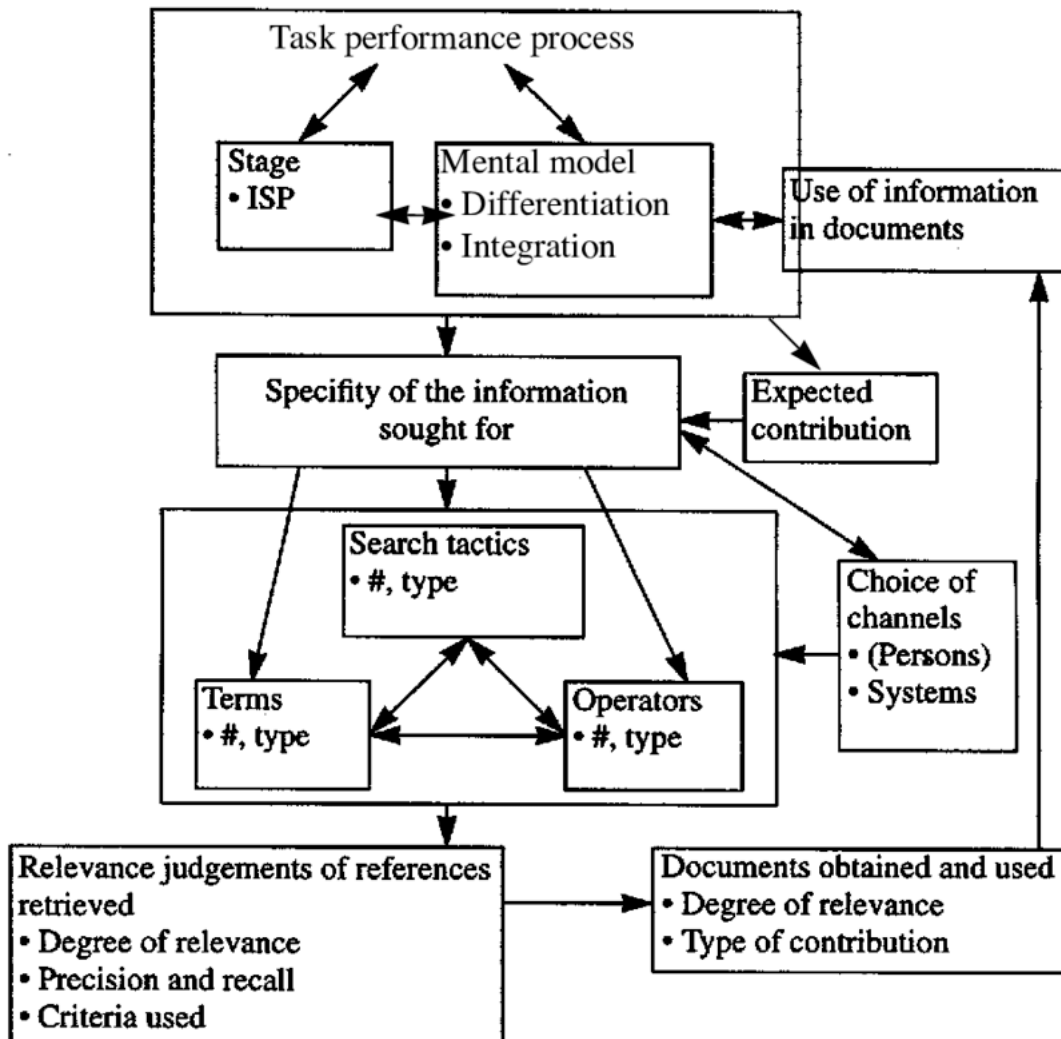 Task performance process
Stage
• ISP
Mental model
• Differentiation
• Integration
Use of information
in documents
Specifity of the information
sought for
Expected
contribution
Search tactics
• #, type
Choice of
channels
• (Persons)
• Systems
Terms
• #, type
Operators
• #, type
Relevance judgements of references
retrieved
• Degree of relevance
• Precision and recall
• Criteria used
Documents obtained and used
• Degree of relevance
• Type of contribution